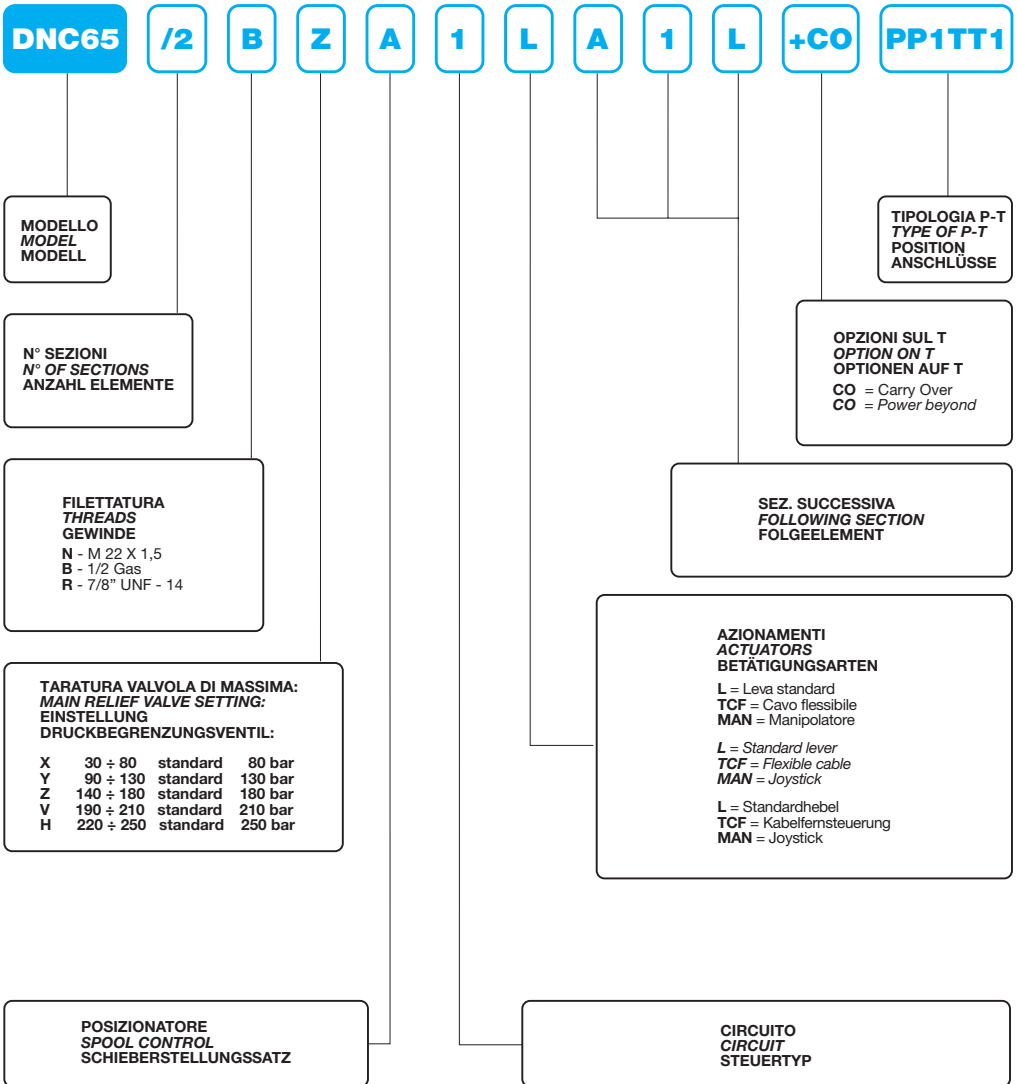 DNC65 /2 B Z A 1 L A 1 L +CO PP1TT1
MODELLO
MODEL
MODELL
TIPOLOGIA P-T
TYPE OF P-T
POSITION
ANSCHLÜSSE
N° SEZIONI
N° OF SECTIONS
ANZAHL ELEMENTE
OPZIONI SUL T
OPTION ON T
OPTIONEN AUF T
CO = Carry Over
CO = Power beyond
FILETTATURA
THREADS
GEWINDE
N - M 22 X 1,5
B - 1/2 Gas
R - 7/8” UNF - 14
SEZ. SUCCESSIVA
FOLLOWING SECTION
FOLGEELEMENT
TARATURA VALVOLA DI MASSIMA:
MAIN RELIEF VALVE SETTING:
EINSTELLUNG
DRUCKBEGRENZUNGSVENTIL:
X 30 ÷ 80 standard 80 bar
Y 90 ÷ 130 standard 130 bar
Z 140 ÷ 180 standard 180 bar
V 190 ÷ 210 standard 210 bar
H 220 ÷ 250 standard 250 bar
AZIONAMENTI
ACTUATORS
BETÄTIGUNGSARTEN
L = Leva standard
TCF = Cavo flessibile
MAN = Manipolatore
L = Standard lever
TCF = Flexible cable
MAN = Joystick
L = Standardhebel
TCF = Kabelfernsteuerung
MAN = Joystick
POSIZIONATORE
SPOOL CONTROL
SCHIEBERSTELLUNGSSATZ
CIRCUITO
CIRCUIT
STEUERTYP